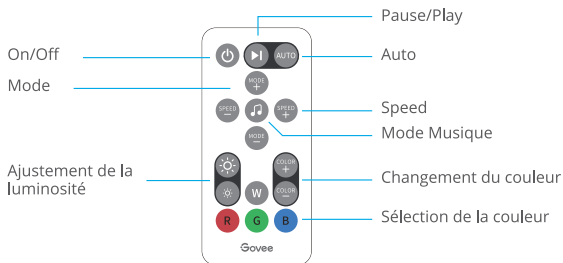 Pause/Play
On/Off
AUTO
Auto
Mode
MODE
+
SPEED
−
SPEED
+
Speed
Mode Musique
MODE
−
Ajustement de la
luminosité
COLOR
+
Changement du couleur
W
COLOR
−
R G B
Sélection de la couleur
Govee